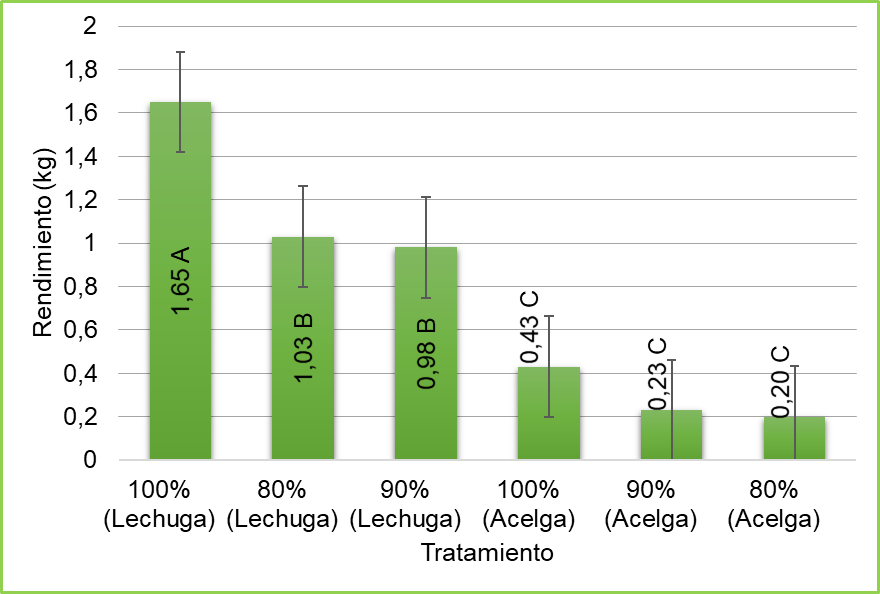 Rendimiento (kg)
2
1,8
1,6
1,4
1,2
1
0,8
0,6
0,4
0,2
0
1,65 A
1,03 B
0,98 B
0,43 C
0,23 C
0,20 C
100%
(Lechuga)
80%
(Lechuga)
90%
(Lechuga)
100%
(Acelga)
90%
(Acelga)
80%
(Acelga)
Tratamiento